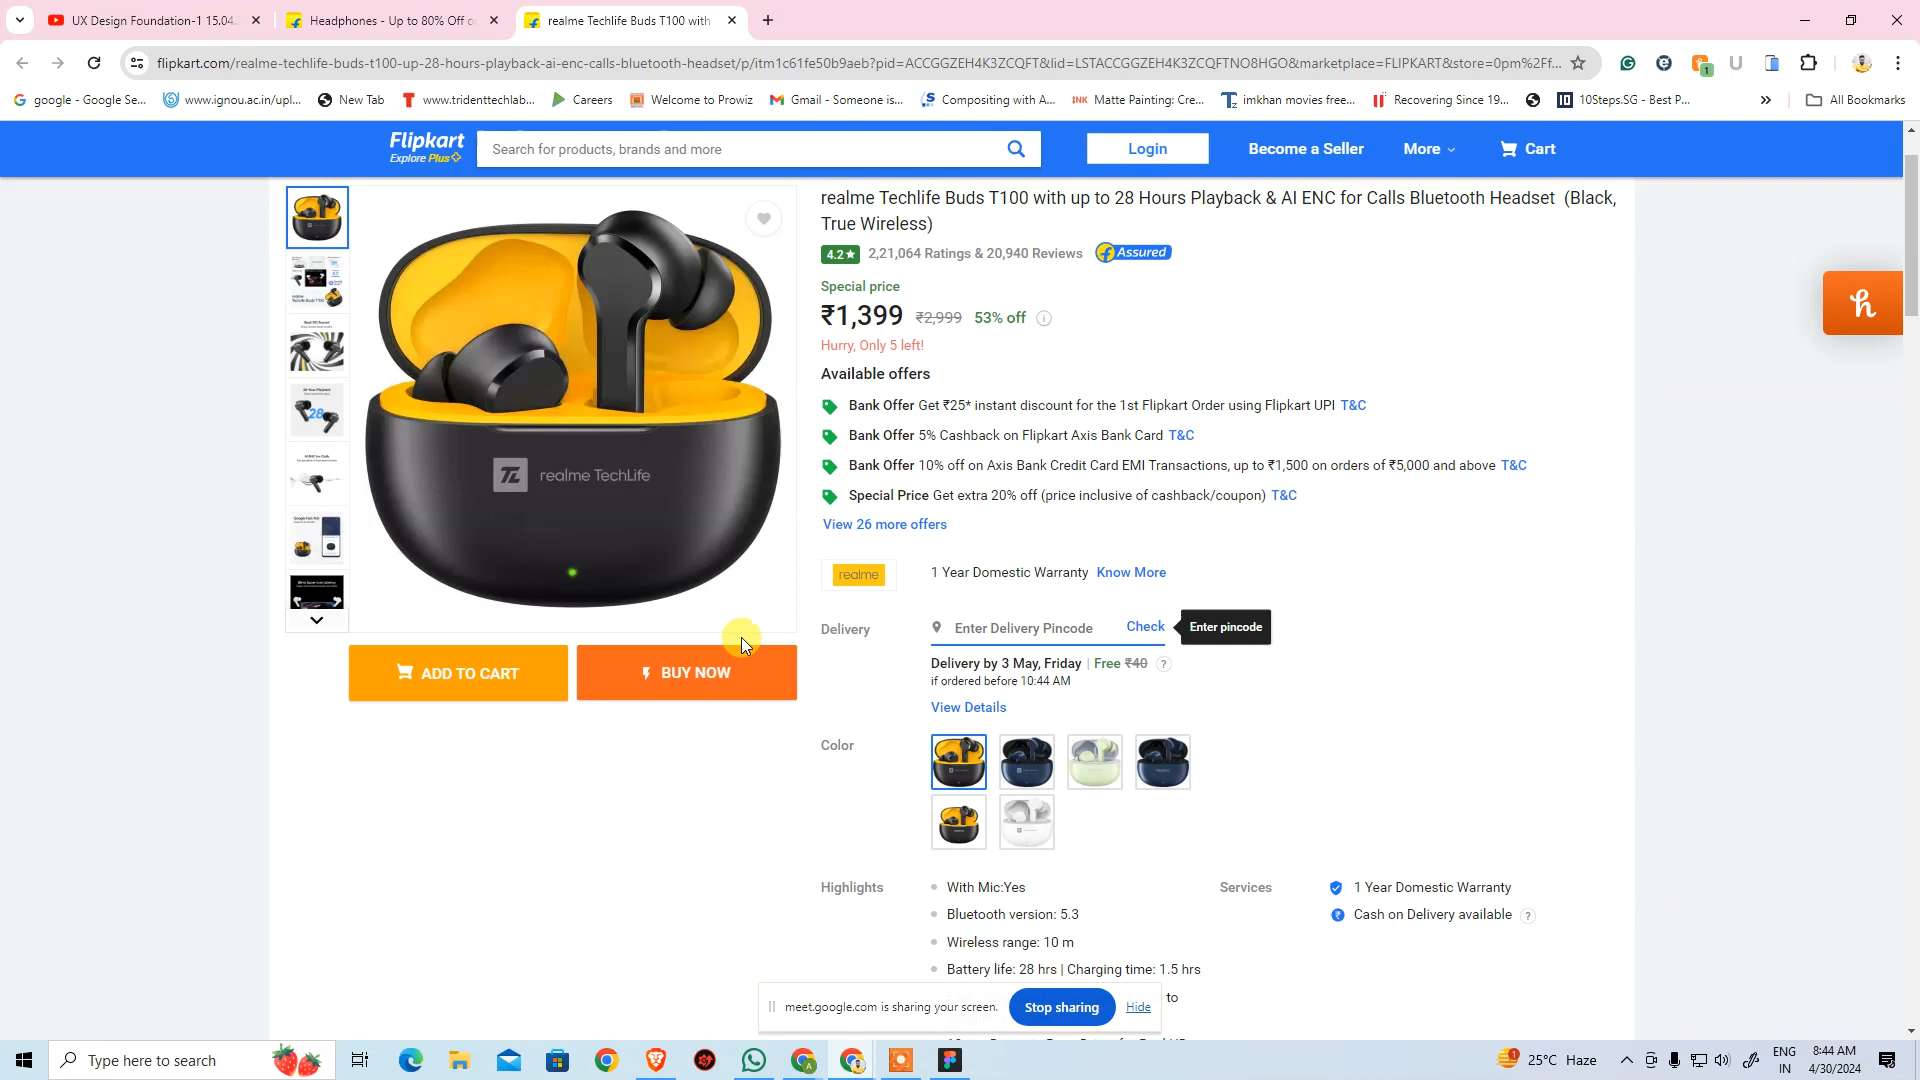 UX Design Foundation-1 15.04
Headphones - Up to 80% Off o
realme Techlife Buds T100 with
flipkart.com/realme-techlife-buds-t100-up-28-hours-playback-ai-enc-calls-bluetooth-headset/p/itm1c61fe50b9aeb?pid=ACCGGZEH4K3ZCQFT&lid=LSTACCGGZEH4K3ZCQFTNO8HGO&marketplace=FLIPKART&store=0pm%2Ff...
google - Google Se...
www.ignou.ac.in/upl...
New Tab
www.tridenttechlab...
Careers
Welcome to Prowiz
Gmail - Someone is...
Compositing with A...
Matte Painting: Cre...
imkhan movies free...
Recovering Since 19...
10Steps.SG - Best P...
All Bookmarks
Flipkart
Explore Plus
Search for products, brands and more
Login
Become a Seller
More
Cart
realme Techlife Buds T100 with up to 28 Hours Playback & AI ENC for Calls Bluetooth Headset (Black,
True Wireless)
4.2★ 2,21,064 Ratings & 20,940 Reviews Assured
Special price
₹1,399 ₹2,999 53% off
Hurry, Only 5 left!
Available offers
Bank Offer Get ₹25* instant discount for the 1st Flipkart Order using Flipkart UPI T&C
Bank Offer 5% Cashback on Flipkart Axis Bank Card T&C
Bank Offer 10% off on Axis Bank Credit Card EMI Transactions, up to ₹1,500 on orders of ₹5,000 and above T&C
Special Price Get extra 20% off (price inclusive of cashback/coupon) T&C
View 26 more offers
realme TechLife
ADD TO CART
BUY NOW
realme
1 Year Domestic Warranty Know More
Delivery
Enter Delivery Pincode
Check
Enter pincode
Delivery by 3 May, Friday | Free ₹40 ?
if ordered before 10:44 AM
View Details
Color
Highlights
With Mic:Yes
Bluetooth version: 5.3
Wireless range: 10 m
Battery life: 28 hrs | Charging time: 1.5 hrs
to
Services
1 Year Domestic Warranty
Cash on Delivery available ?
meet.google.com is sharing your screen.
Stop sharing
Hide
Type here to search
25°C Haze
ENG
IN
8:44 AM
4/30/2024